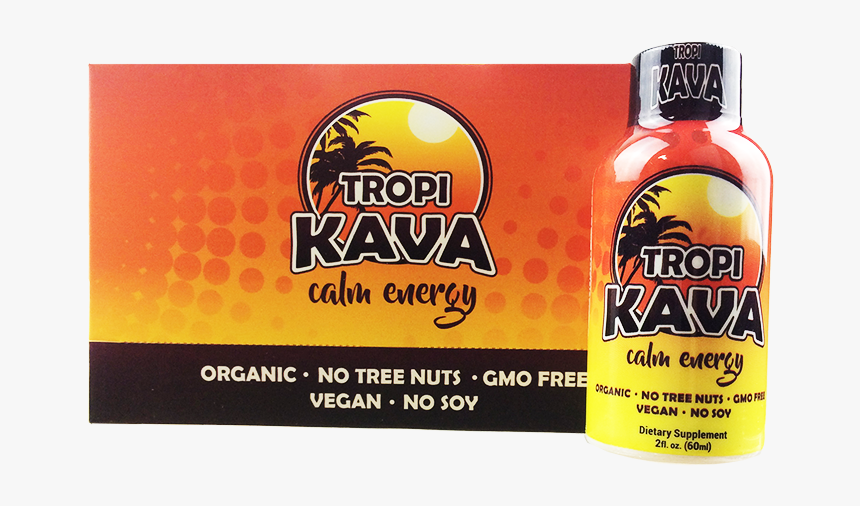 TROPI
KAVA
calm energy
ORGANIC • NO TREE NUTS • GMO FREE
VEGAN • NO SOY
TROPI
KAVA
TROPI
KAVA
calm energy
ORGANIC • NO TREE NUTS • GMO FREE
VEGAN • NO SOY
Dietary Supplement
2fl. oz. (60ml)